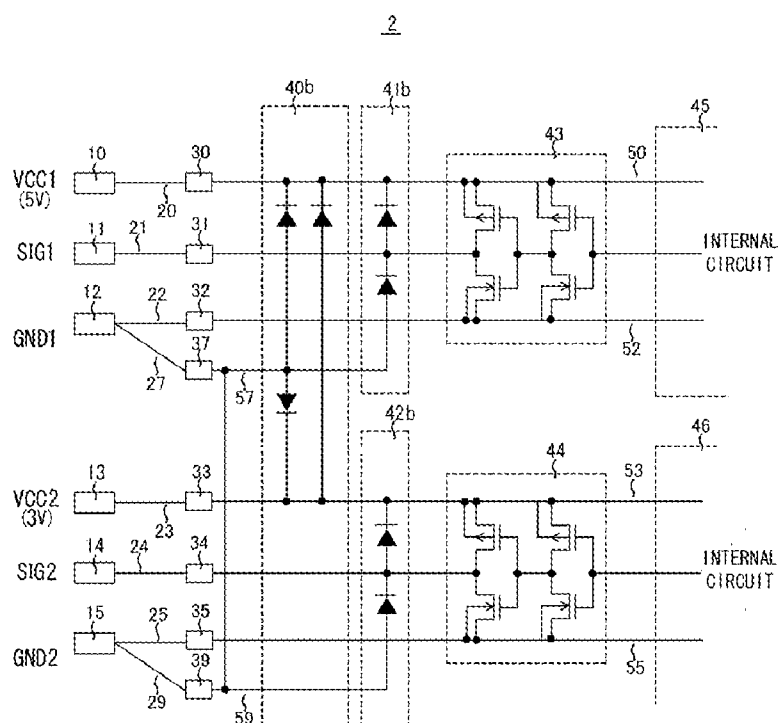 2
40b
41b
45
10
30
43
50
VCC1
(5V)
20
11
21
31
SIG1
INTERNAL
CIRCUIT
12
22
32
GND1
37
52
27
57
42b
46
13
33
44
53
VCC2
(3V)
23
14
24
34
SIG2
INTERNAL
CIRCUIT
15
25
35
GND2
39
55
29
59